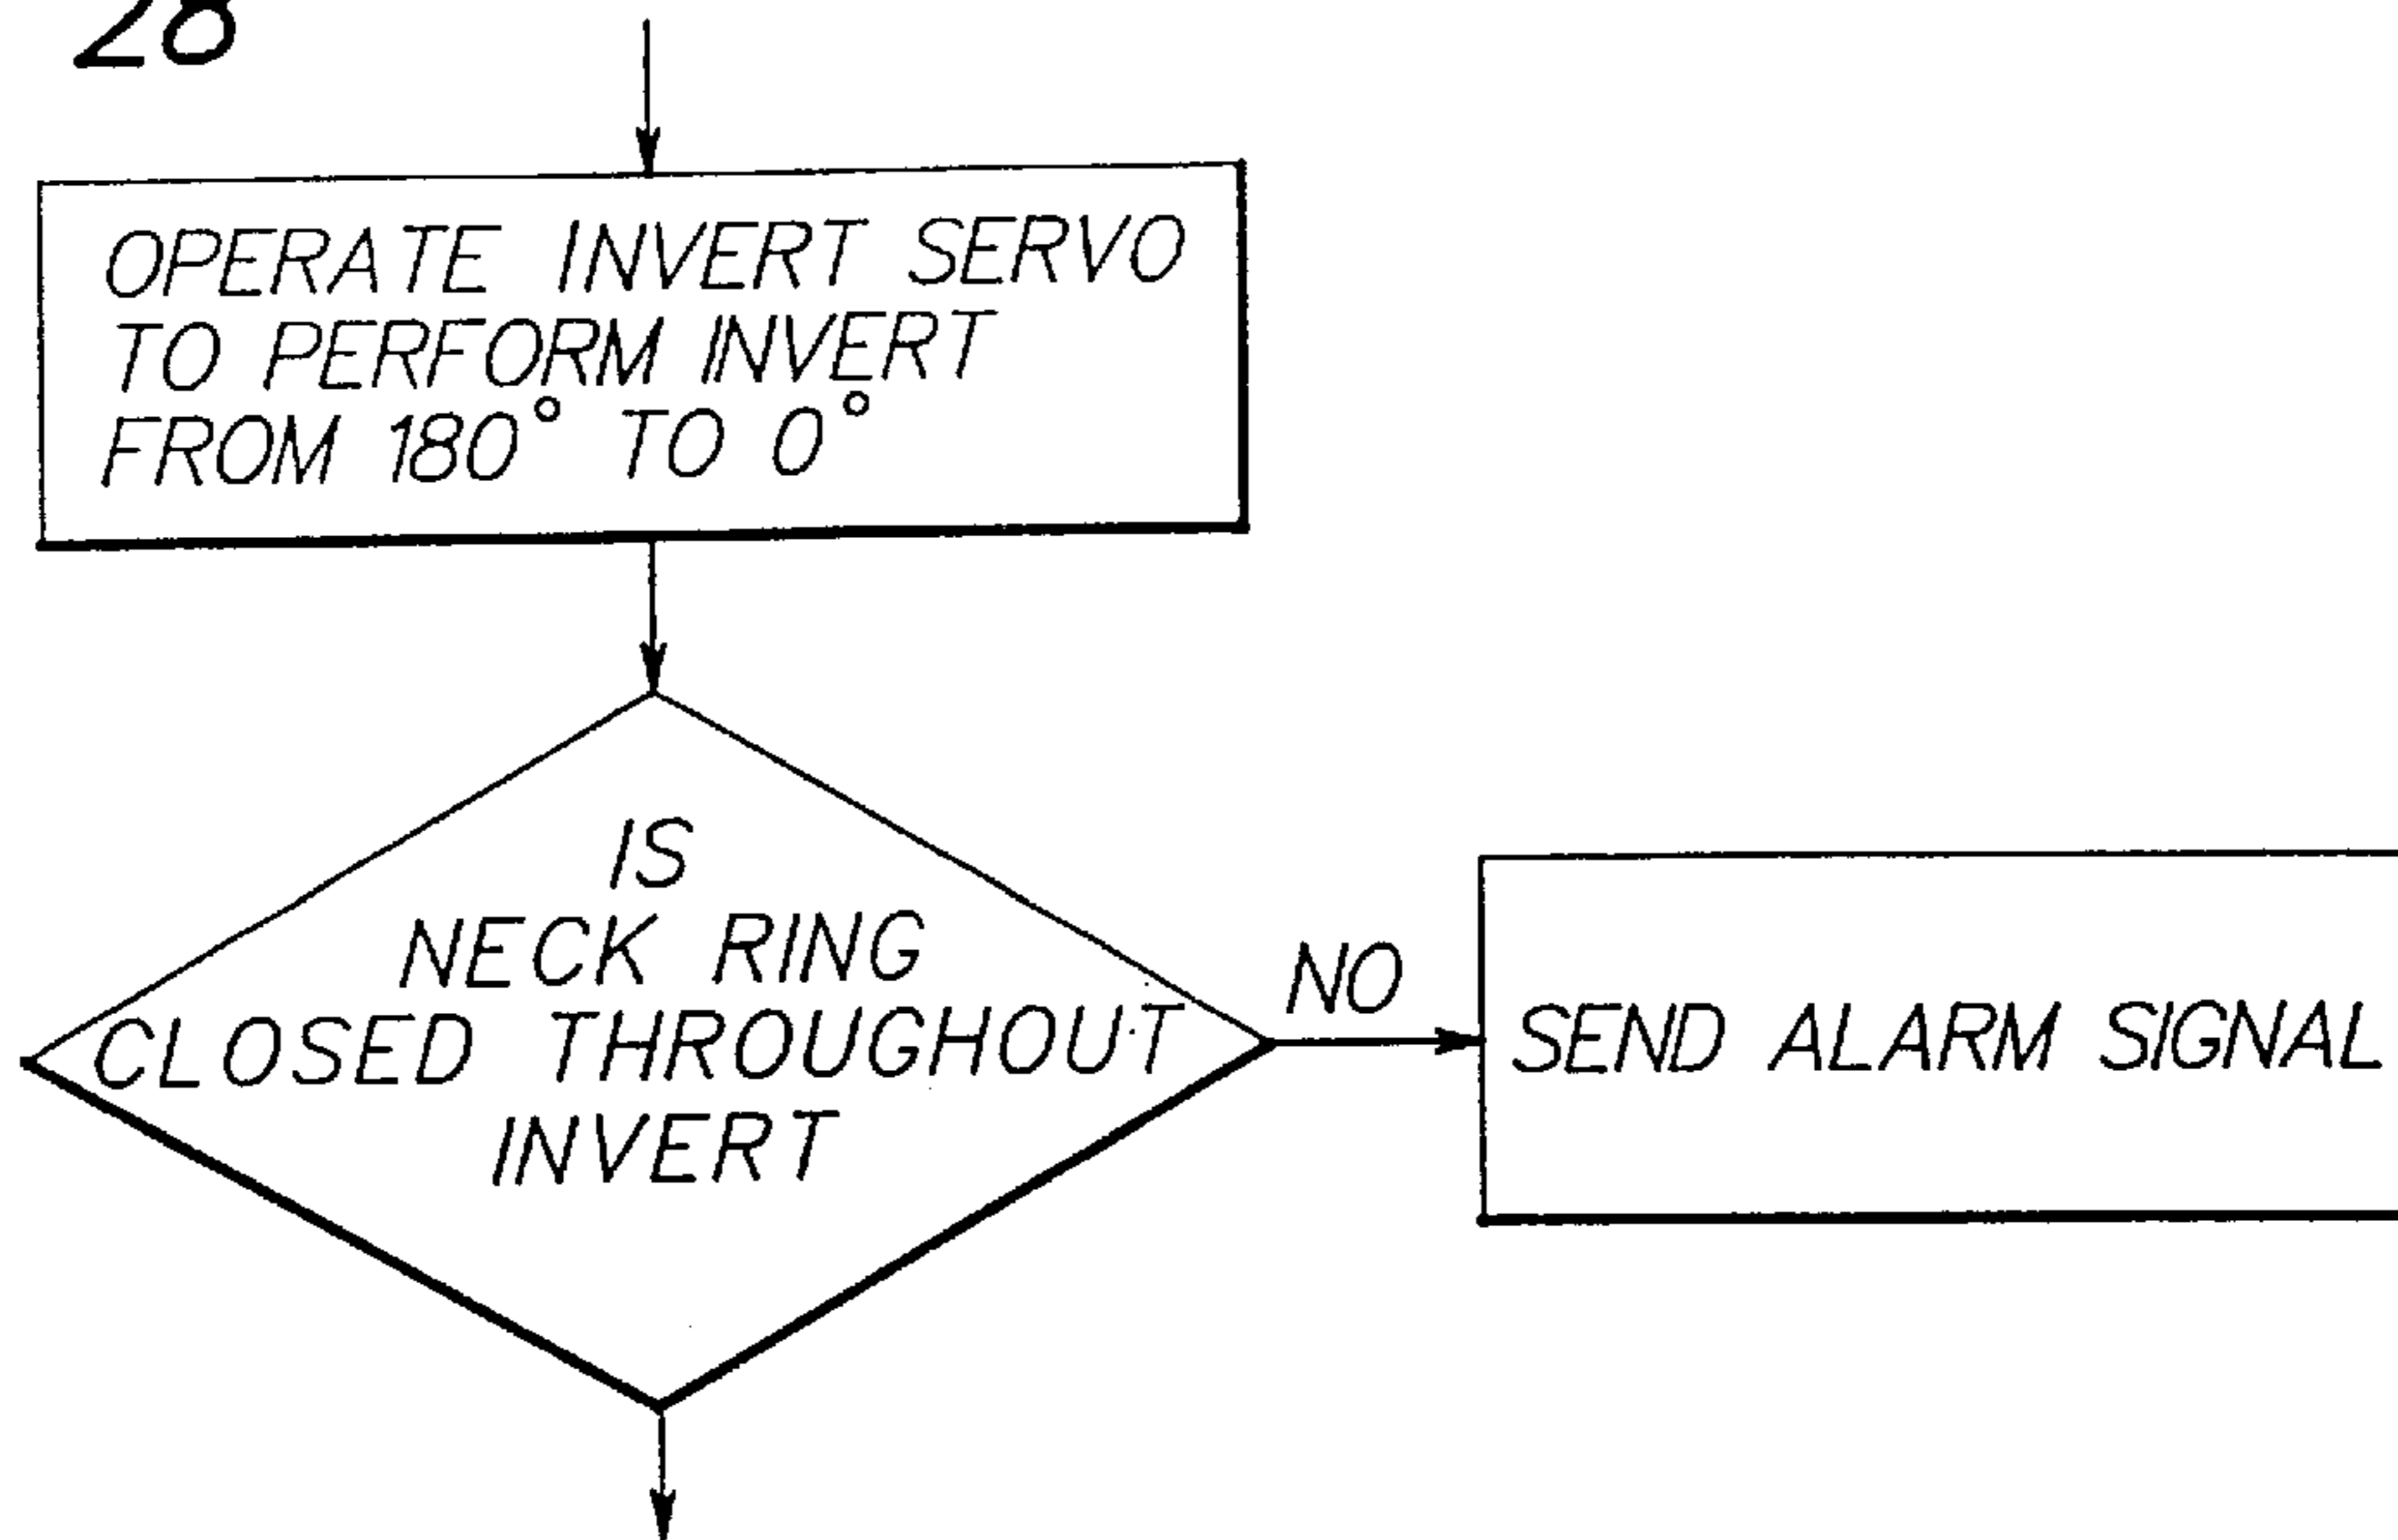 28
OPERATE INVERT SERVO
TO PERFORM INVERT
FROM 180° TO 0°
IS
NECK RING
CLOSED THROUGHOUT
INVERT
NO
SEND ALARM SIGNAL